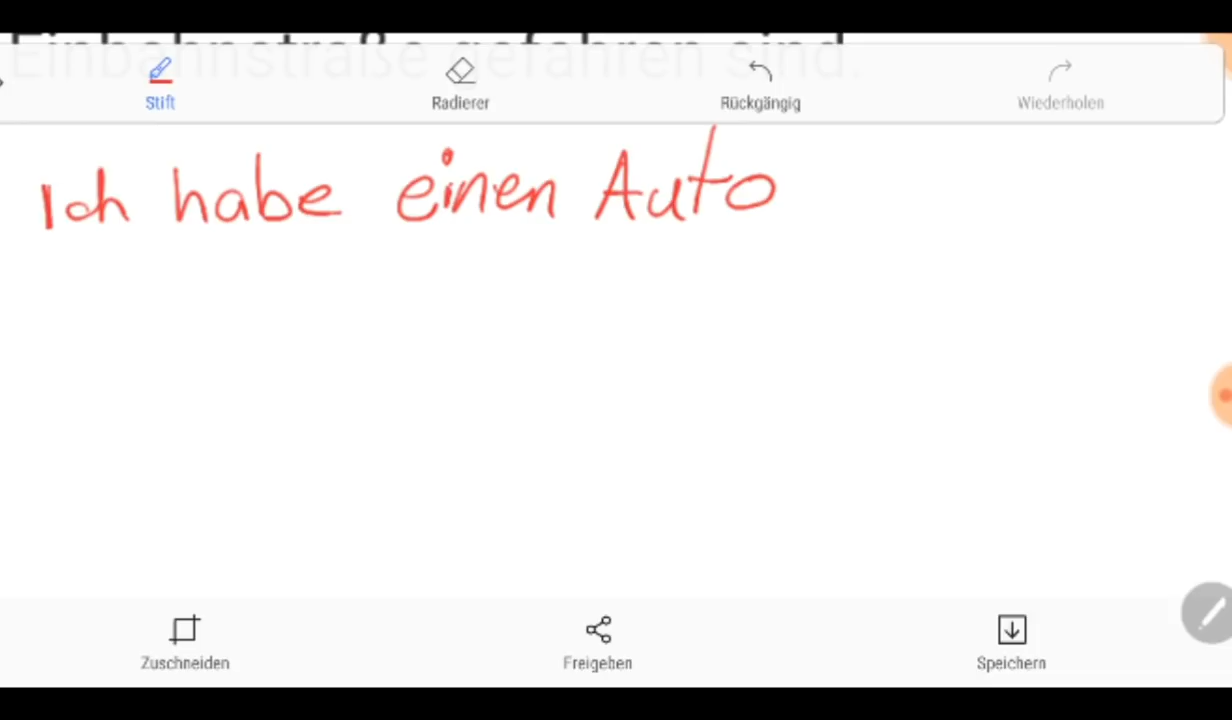 Einbahnstraße gefahren sind.
Stift Radierer Rückgängig Wiederholen
Ich habe einen Auto
Zuschneiden Freigeben Speichern